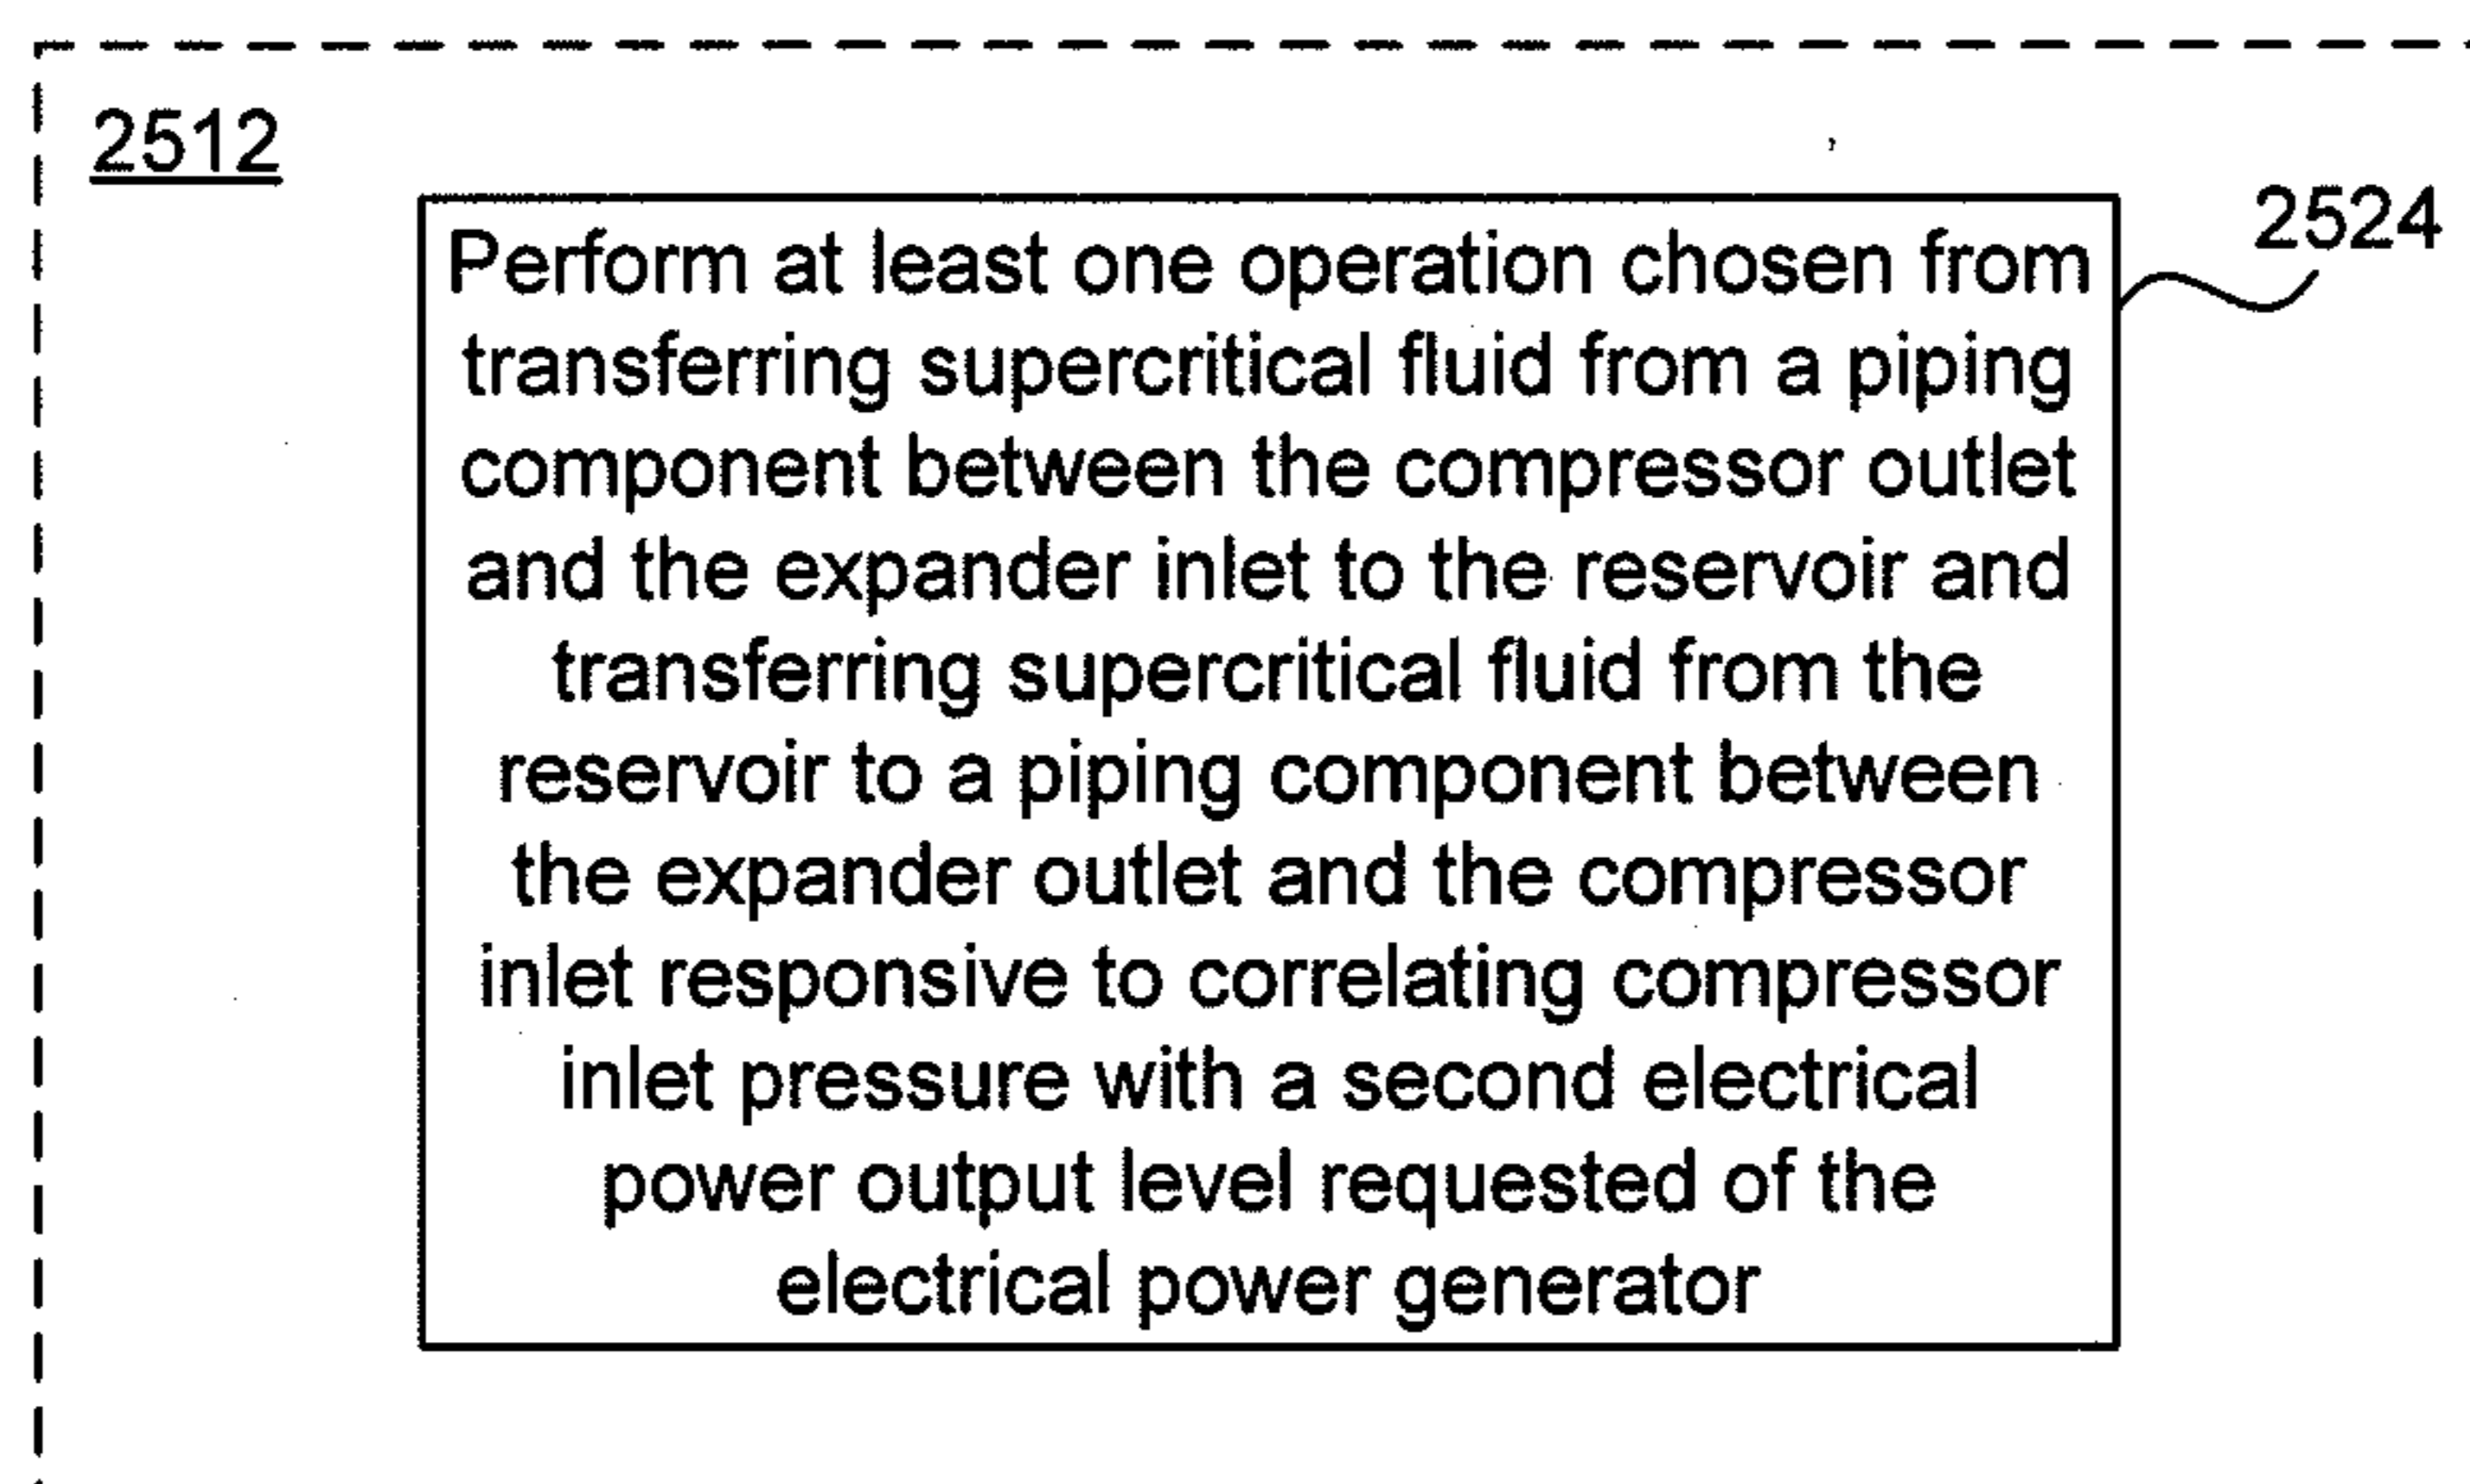 2512
2524
Perform at least one operation chosen from
transferring supercritical fluid from a piping
component between the compressor outlet
and the expander inlet to the reservoir and
transferring supercritical fluid from the
reservoir to a piping component between
the expander outlet and the compressor
inlet responsive to correlating compressor
inlet pressure with a second electrical
power output level requested of the
electrical power generator